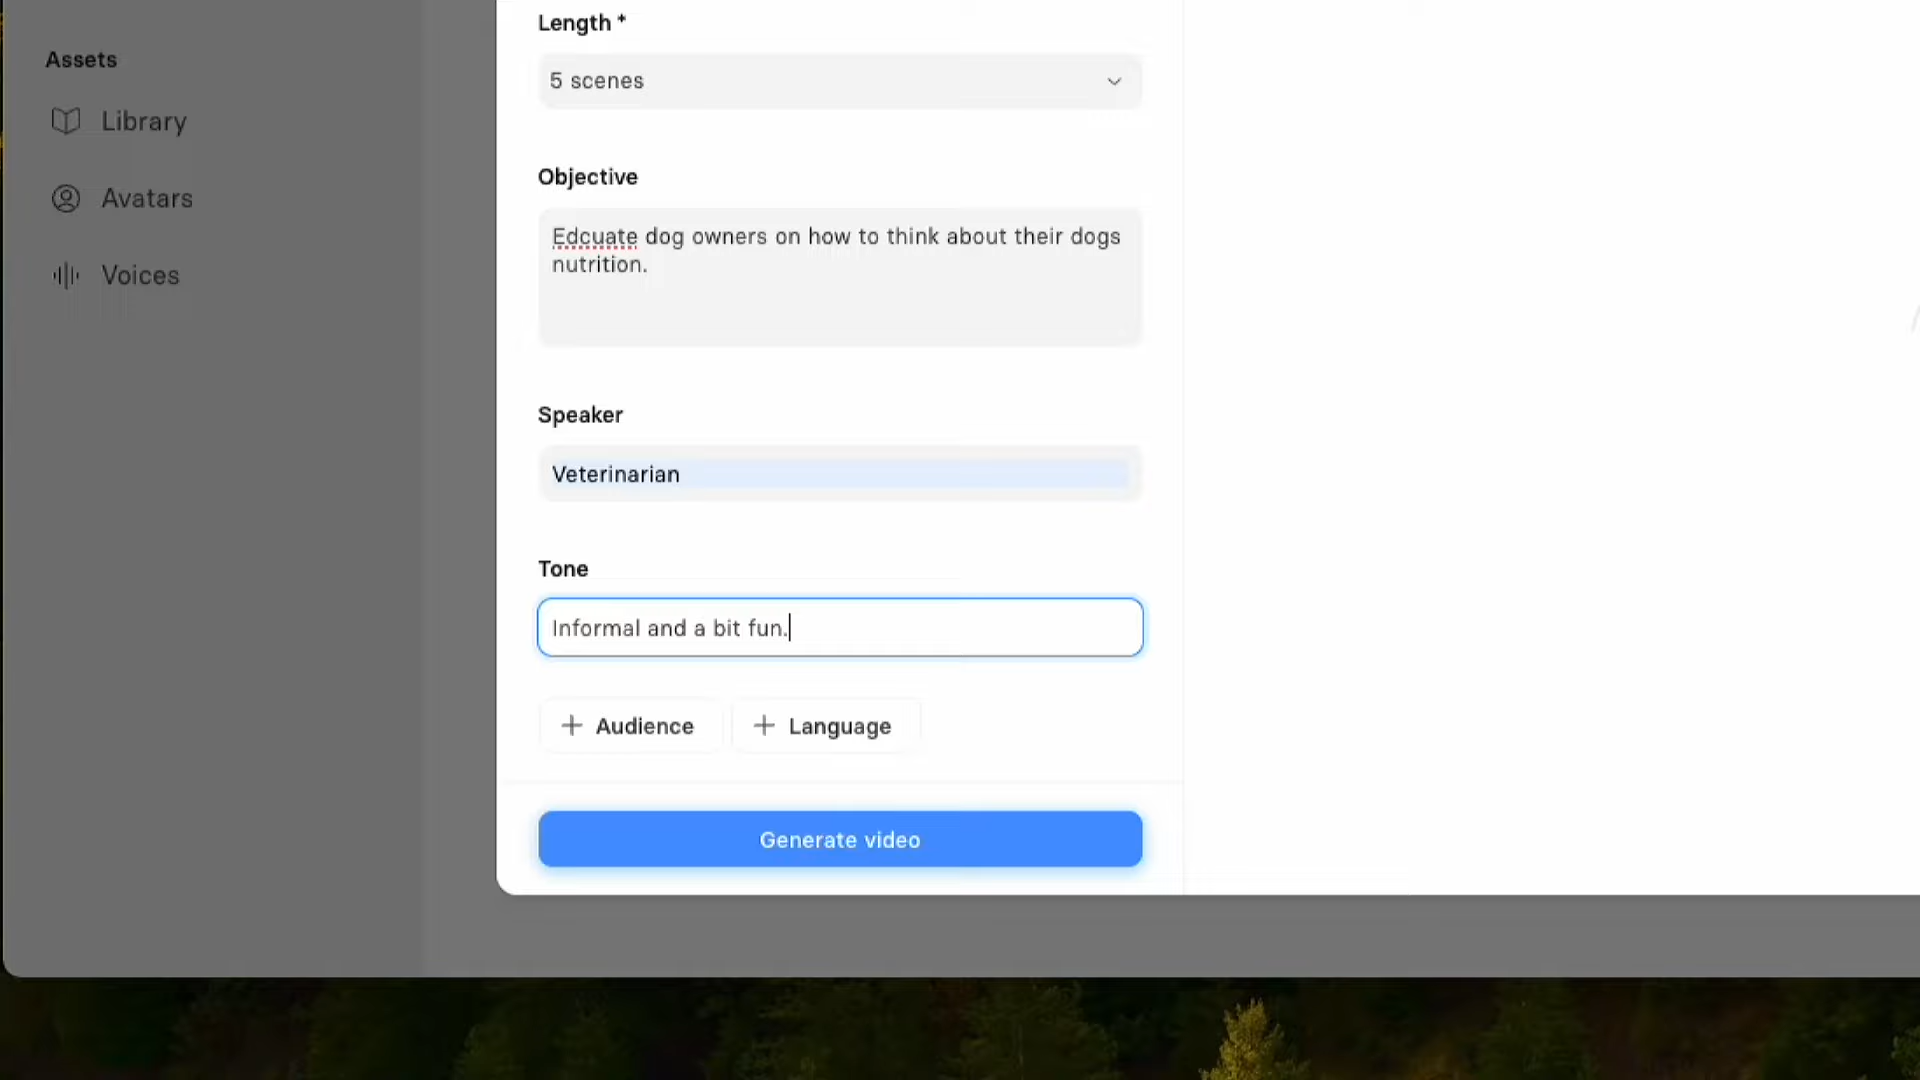 Assets
Library
Avatars
Voices
Length *
5 scenes
Objective
Edcuate dog owners on how to think about their dogs
nutrition.
Speaker
Veterinarian
Tone
Informal and a bit fun.
Audience
Language
Generate video